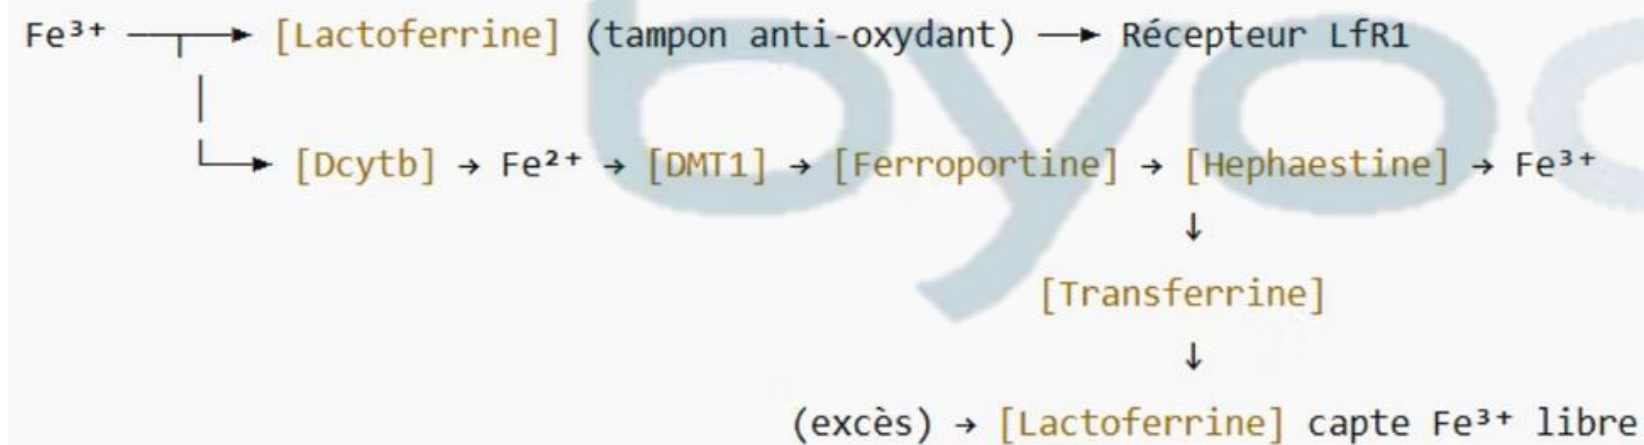 Fe³⁺ ──┬──► [Lactoferrine] (tampon anti-oxydant) ─► Récepteur LfR1
│
└──► [Dcytb] → Fe²⁺ → [DMT1] → [Ferroportine] → [Hephaestine] → Fe³⁺
↓
[Transferrine]
↓
(excès) → [Lactoferrine] capte Fe³⁺ libre